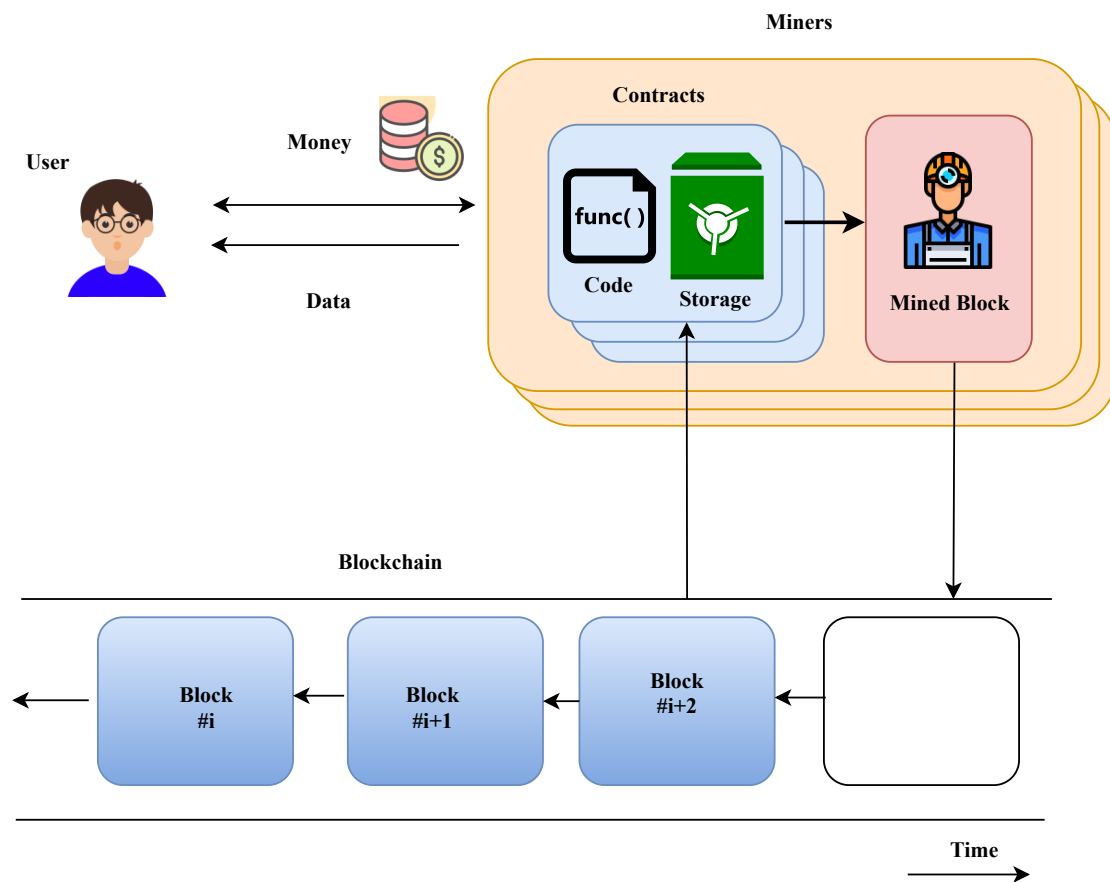 Miners
Contracts
Money
$
User
func( )
Code
Storage
Mined Block
Data
Blockchain
Block
#i
Block
#i+1
Block
#i+2
Time